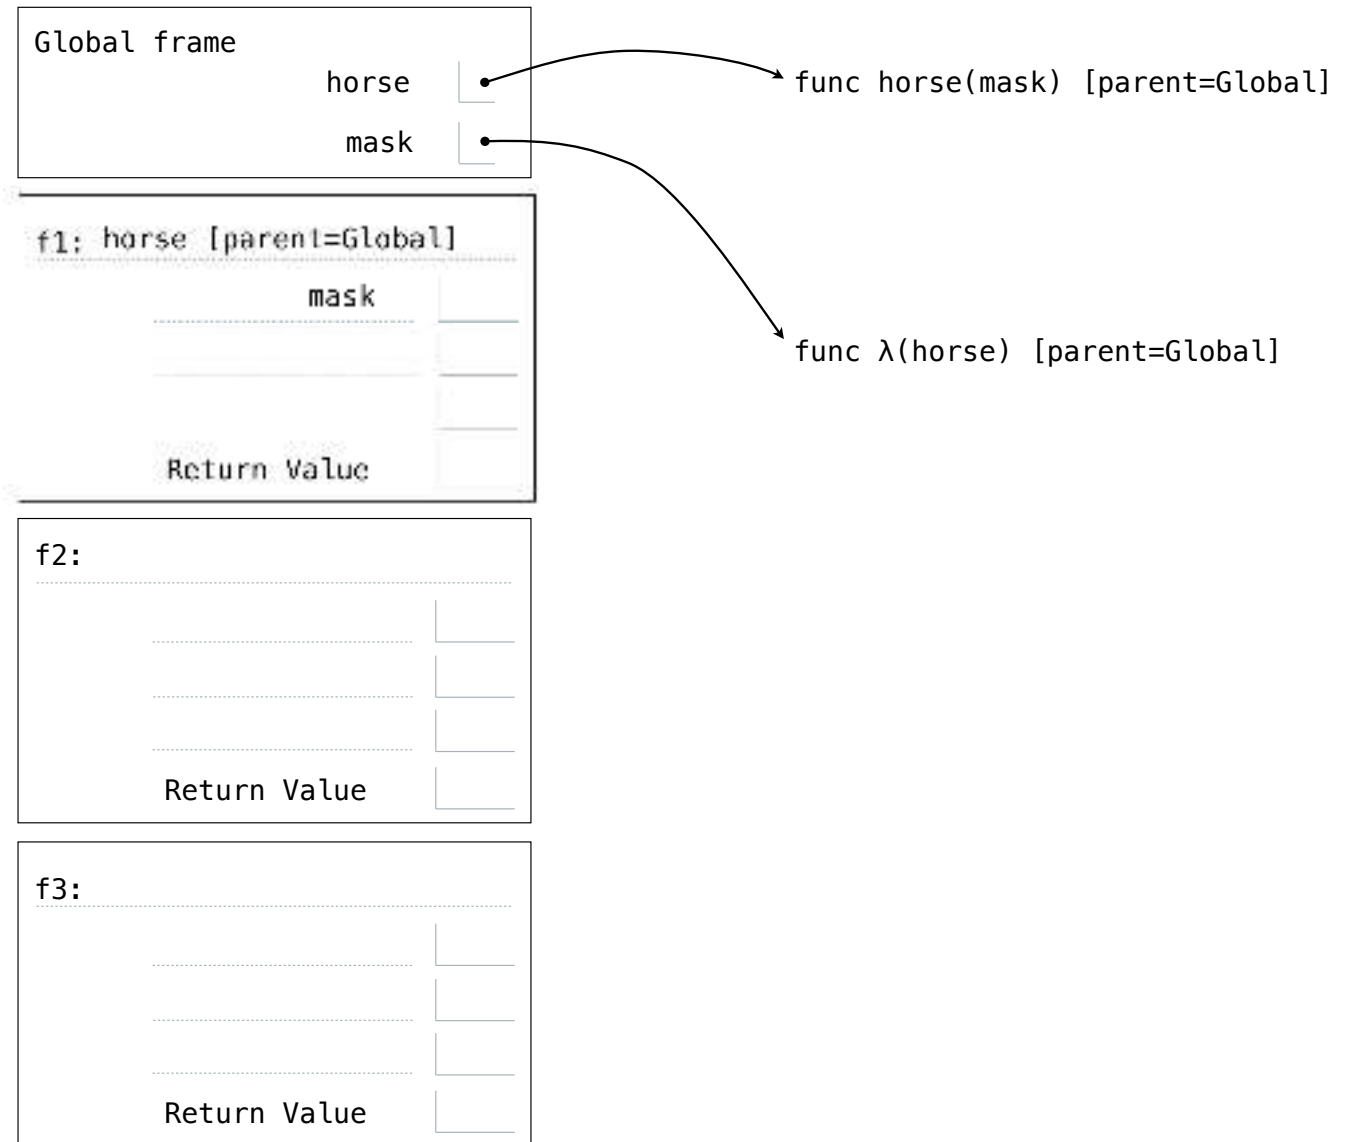 Global frame
horse
func horse(mask) [parent=Global]
mask
f1: horse [parent=Global]
mask
func λ(horse) [parent=Global]
Return Value
f2:
Return Value
f3:
Return Value